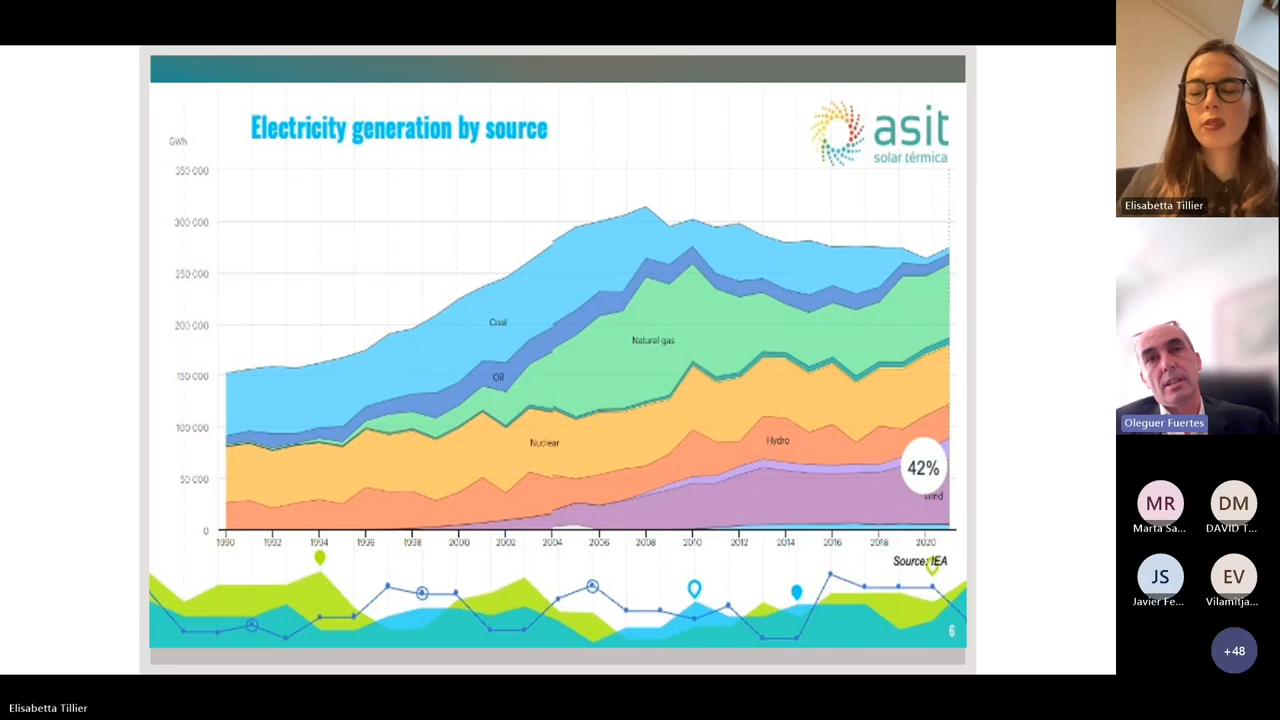 Electricity generation by source
asit
solar térmica
GWh
350 000
300 000
250 000
200 000
150 000
100 000
50 000
0
Coal
Oil
Natural gas
Nuclear
Hydro
42%
Wind
1990 1992 1994 1996 1998 2000 2002 2004 2006 2008 2010 2012 2014 2016 2018 2020
Source: IEA
6
Elisabetta Tillier
Oleguer Fuertes
MR
Marta Sa...
DM
DAVID T...
JS
Javier Fe...
EV
Vilamitja...
+48
Elisabetta Tillier